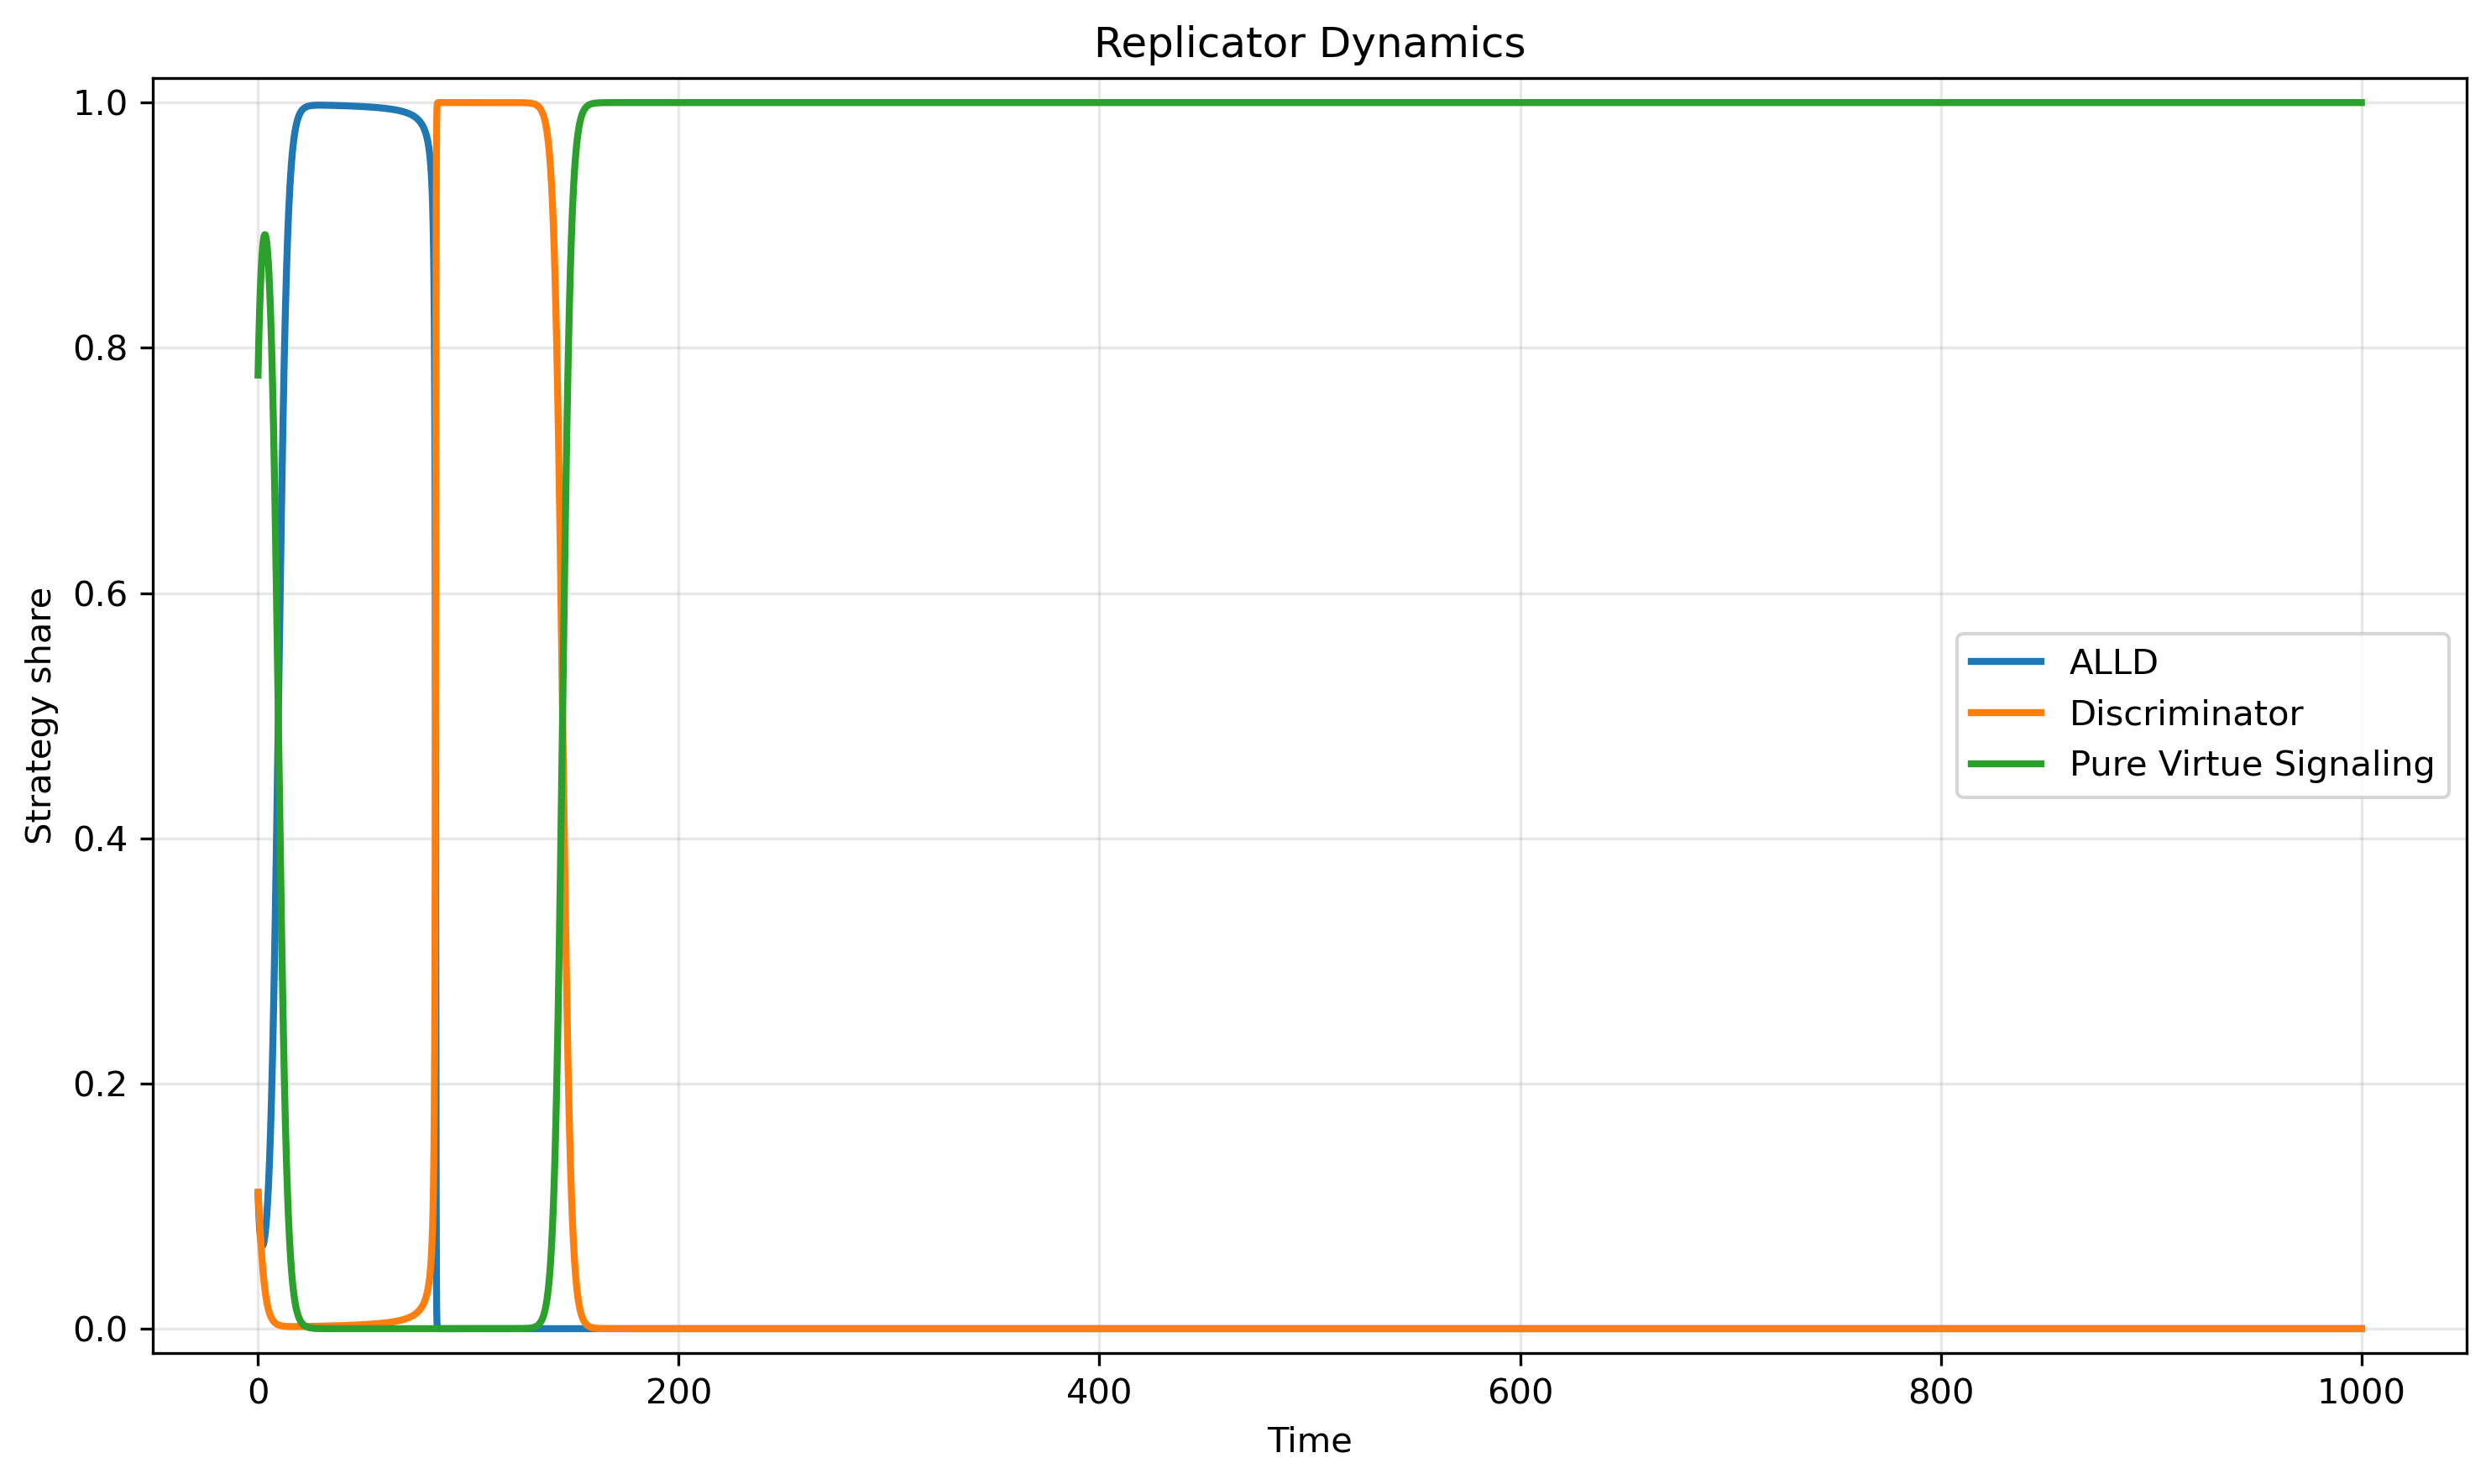 Replicator Dynamics
1.0
0.8
0.6
0.4
0.2
0.0
Strategy share
ALLD
Discriminator
Pure Virtue Signaling
0 200 400 600 800 1000
Time